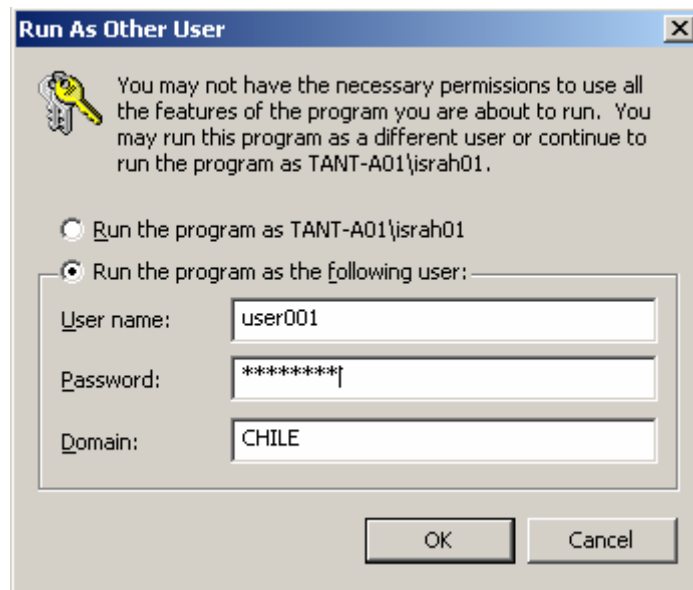 Run As Other User
You may not have the necessary permissions to use all
the features of the program you are about to run.  You
may run this program as a different user or continue to
run the program as TANT-A01\israh01.
Run the program as TANT-A01\israh01
Run the program as the following user:
User name: user001
Password: ********
Domain: CHILE
OK Cancel